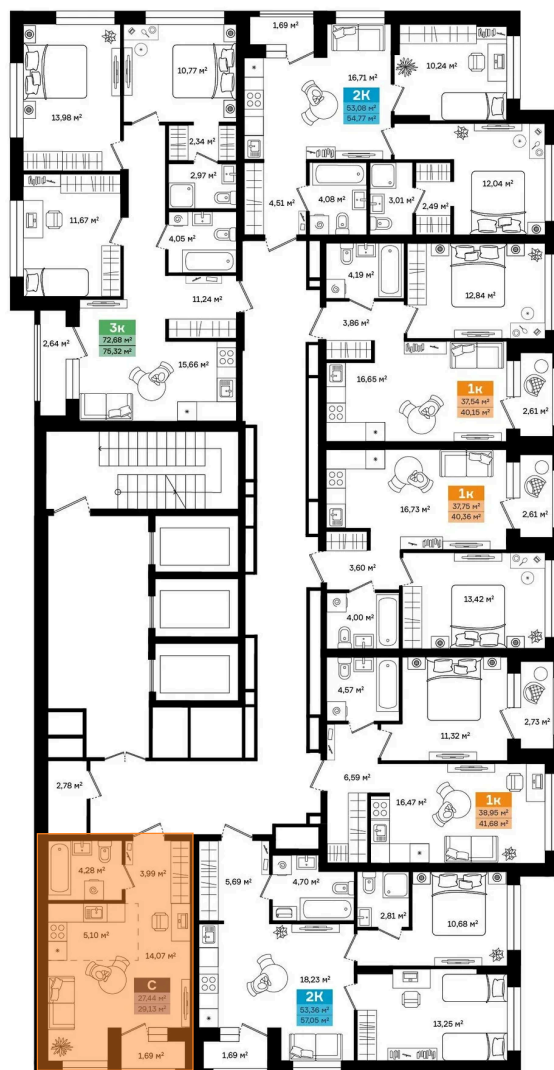 1,69 м²
10,77 м²
16,71 м²
10,24 м²
13,98 м²
2К
53,08 м²
54,77 м²
2,34 м²
2,97 м²
12,04 м²
4,08 м²
3,01 м²
2,49 м²
11,67 м²
4,51 м²
4,05 м²
4,19 м²
12,84 м²
11,24 м²
3,86 м²
3к
72,68 м²
75,32 м²
2,64 м²
15,66 м²
16,65 м²
1к
37,54 м²
40,15 м²
2,61 м²
16,73 м²
1к
37,75 м²
40,36 м²
2,61 м²
3,60 м²
13,42 м²
4,00 м²
4,57 м²
2,73 м²
11,32 м²
2,78 м²
6,59 м²
16,47 м²
1к
38,95 м²
41,68 м²
4,28 м²
3,99 м²
5,69 м²
4,70 м²
2,81 м²
10,68 м²
5,10 м²
14,07 м²
С
27,44 м²
29,13 м²
18,23 м²
2К
53,36 м²
57,05 м²
13,25 м²
1,69 м²
1,69 м²